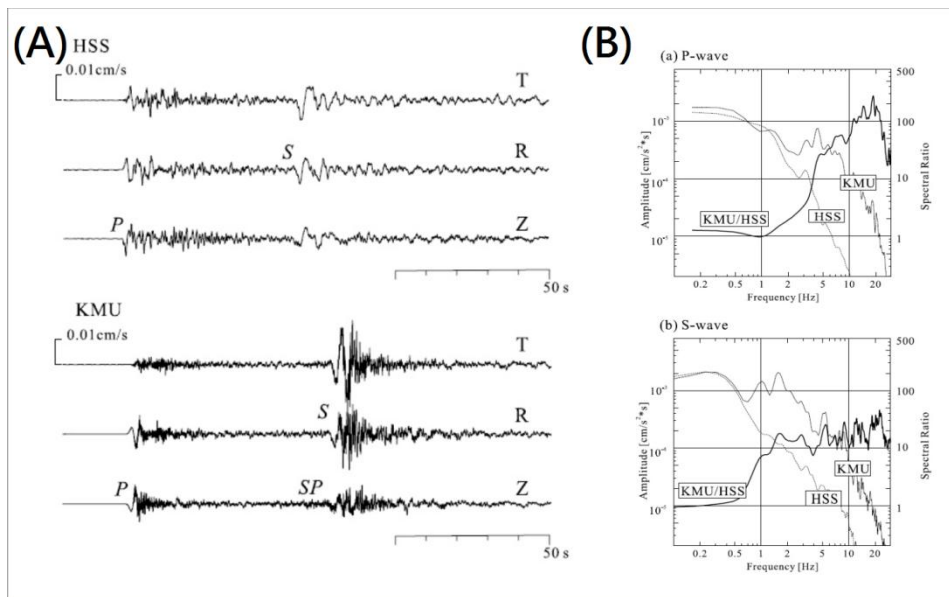 (A)
HSS
0.01cm/s
T
S
R
P
Z
50 s
KMU
0.01cm/s
T
S
R
P
SP
Z
50 s
(B)
(a) P-wave
500
10⁻³
100
10⁻⁴
10
KMU
KMU/HSS
HSS
10⁻⁵
1
Amplitude [cm/s²*s]
Spectral Ratio
0.2 0.5 1 2 5 10 20
Frequency [Hz]
(b) S-wave
500
10⁻³
100
10⁻⁴
10
KMU
KMU/HSS
HSS
10⁻⁵
1
Amplitude [cm/s²*s]
Spectral Ratio
0.2 0.5 1 2 5 10 20
Frequency [Hz]